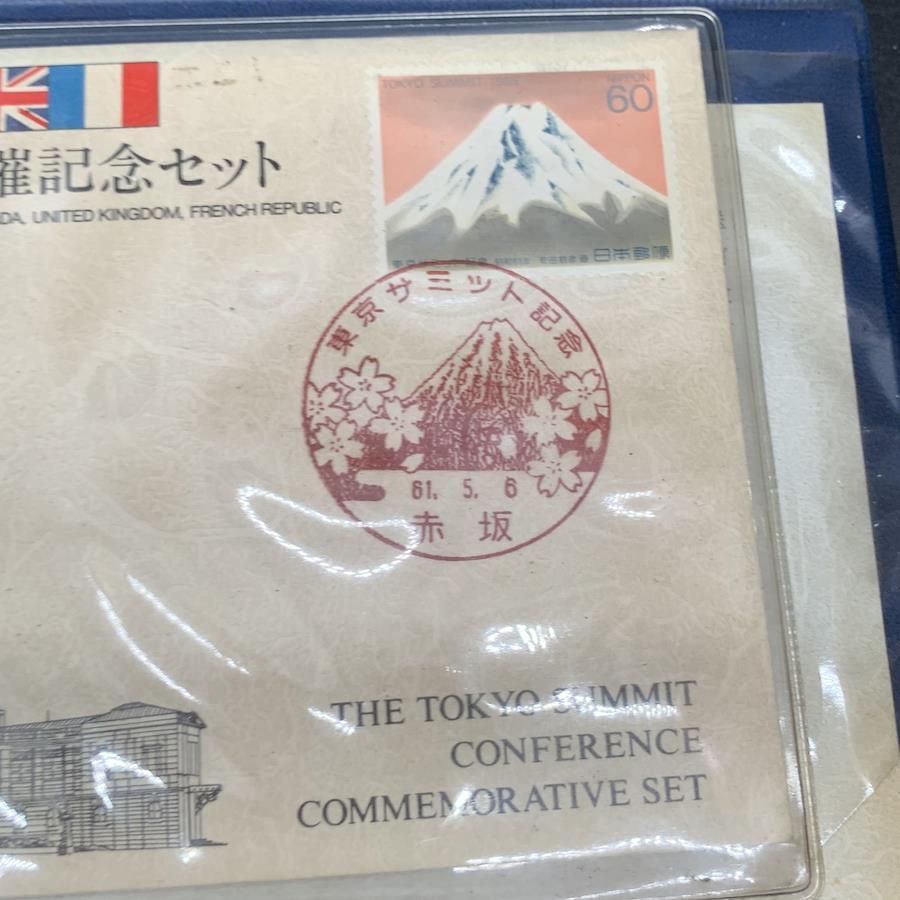 TOKYO SUMMIT 1986
NIPPON
60
日本郵便
催記念セット
DA, UNITED KINGDOM, FRENCH REPUBLIC
東京サミット記念
61. 5. 6
赤坂
THE TOKYO SUMMIT
CONFERENCE
COMMEMORATIVE SET